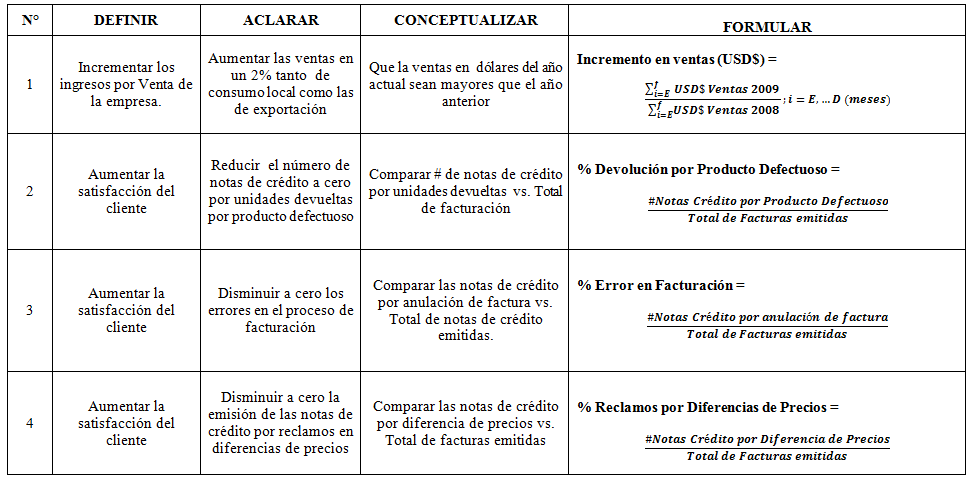 N° DEFINIR ACLARAR CONCEPTUALIZAR FORMULAR
1
Incrementar los
ingresos por Venta de
la empresa.
Aumentar las ventas en
un 2% tanto de
consumo local como las
de exportación
Que la ventas en dólares del año
actual sean mayores que el año
anterior
Incremento en ventas (USD$) =
∑ᶠᵢ₌E USD$ Ventas 2009
∑ᶠᵢ₌E USD$ Ventas 2008
; i = E, … D (meses)
2
Aumentar la
satisfacción del
cliente
Reducir el número de
notas de crédito a cero
por unidades devueltas
por producto defectuoso
Comparar # de notas de crédito
por unidades devueltas vs. Total
de facturación
% Devolución por Producto Defectuoso =
#Notas Crédito por Producto Defectuoso
Total de Facturas emitidas
3
Aumentar la
satisfacción del
cliente
Disminuir a cero los
errores en el proceso de
facturación
Comparar las notas de crédito
por anulación de factura vs.
Total de notas de crédito
emitidas.
% Error en Facturación =
#Notas Crédito por anulación de factura
Total de Facturas emitidas
4
Aumentar la
satisfacción del
cliente
Disminuir a cero la
emisión de las notas de
crédito por reclamos en
diferencias de precios
Comparar las notas de crédito
por diferencia de precios vs.
Total de facturas emitidas
% Reclamos por Diferencias de Precios =
#Notas Crédito por Diferencia de Precios
Total de Facturas emitidas